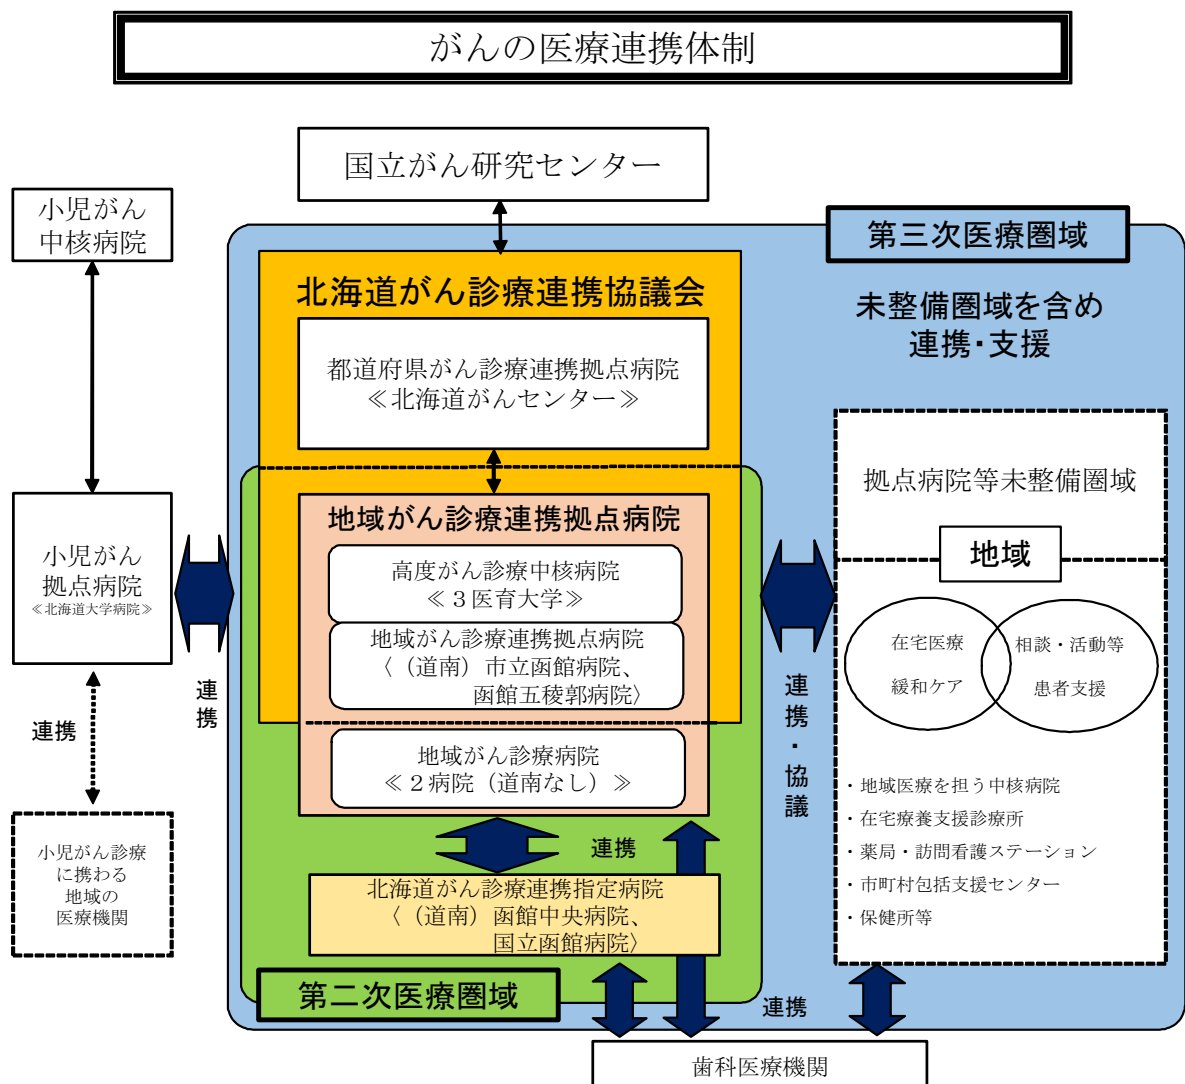 がんの医療連携体制
国立がん研究センター
小児がん
中核病院
第三次医療圏域
未整備圏域を含め
連携・支援
北海道がん診療連携協議会
都道府県がん診療連携拠点病院
≪北海道がんセンター≫
小児がん
拠点病院
≪北海道大学病院≫
連携
地域がん診療連携拠点病院
高度がん診療中核病院
≪３医育大学≫
地域がん診療連携拠点病院
〈（道南）市立函館病院、
函館五稜郭病院〉
地域がん診療病院
≪２病院（道南なし）≫
連携・協議
拠点病院等未整備圏域
地域
在宅医療
緩和ケア
相談・活動等
患者支援
・地域医療を担う中核病院
・在宅療養支援診療所
・薬局・訪問看護ステーション
・市町村包括支援センター
・保健所等
連携
小児がん診療
に携わる
地域の
医療機関
連携
北海道がん診療連携指定病院
〈（道南）函館中央病院、
国立函館病院〉
第二次医療圏域
連携
歯科医療機関